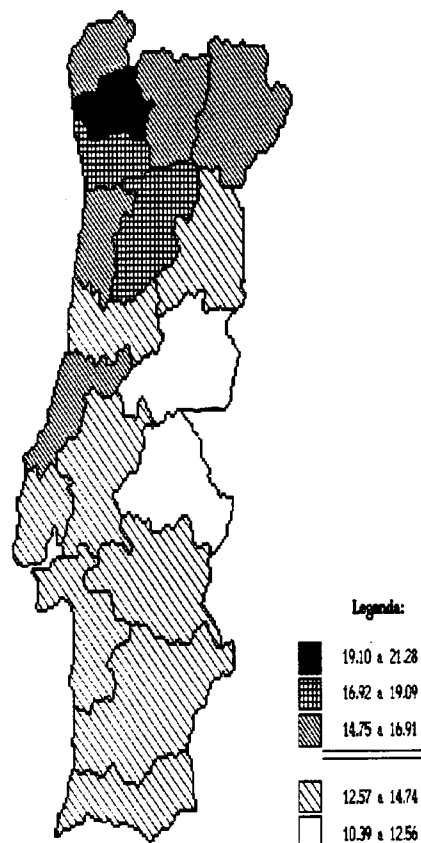 Legenda:
19.10 a 21.28
16.92 a 19.09
14.75 a 16.91
12.57 a 14.74
10.39 a 12.56